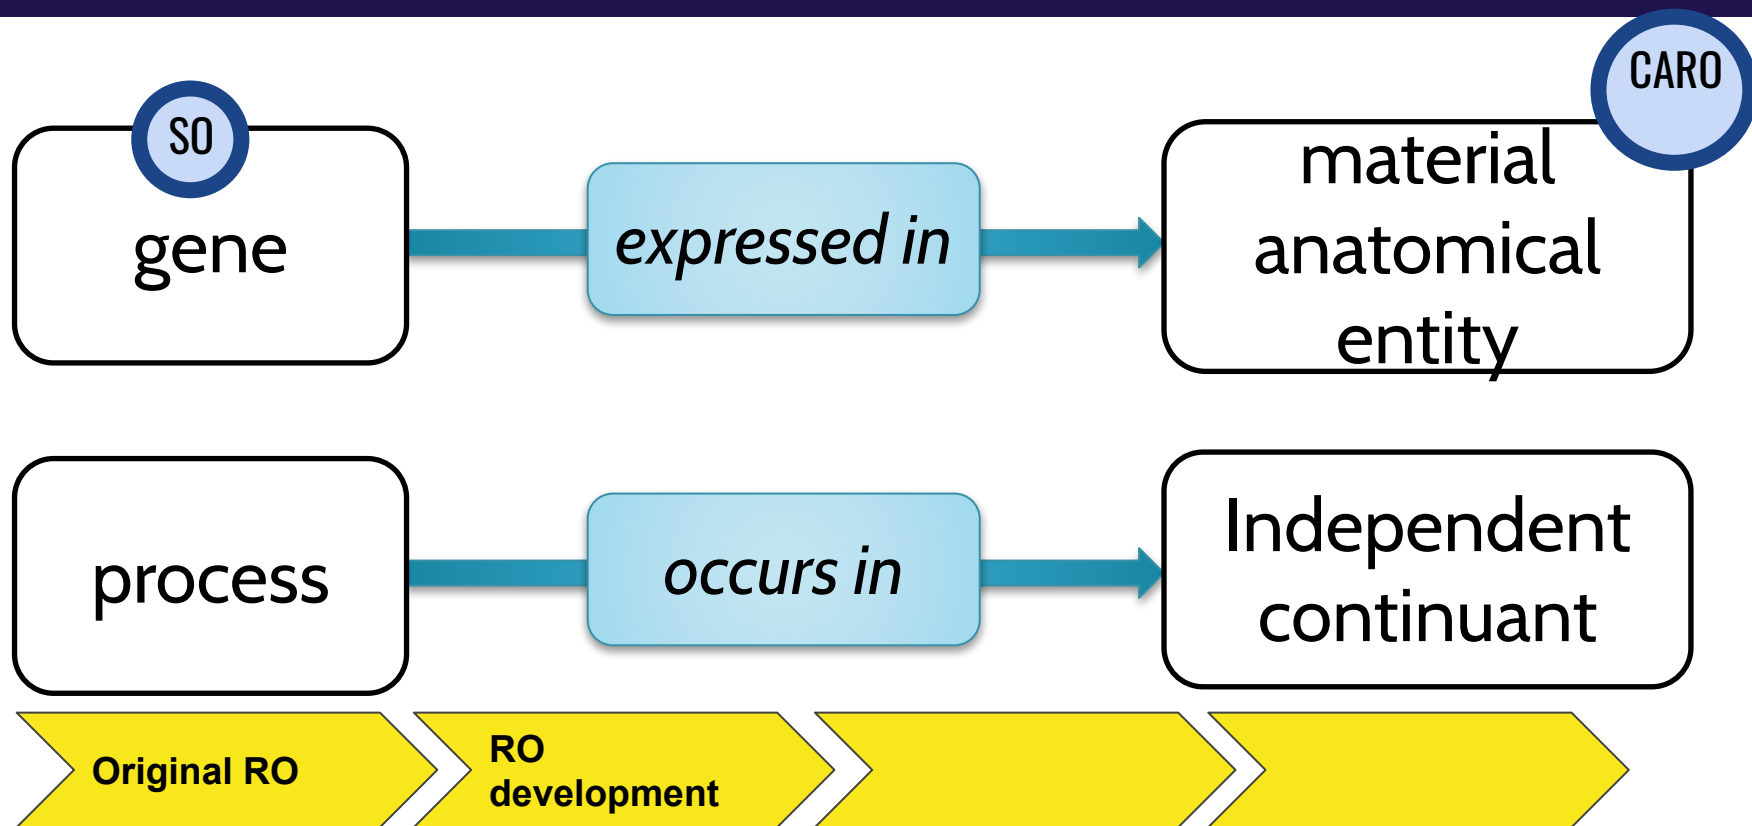 CARO
SO
gene
expressed in
material
anatomical
entity
process
occurs in
Independent
continuant
Original RO
RO
development